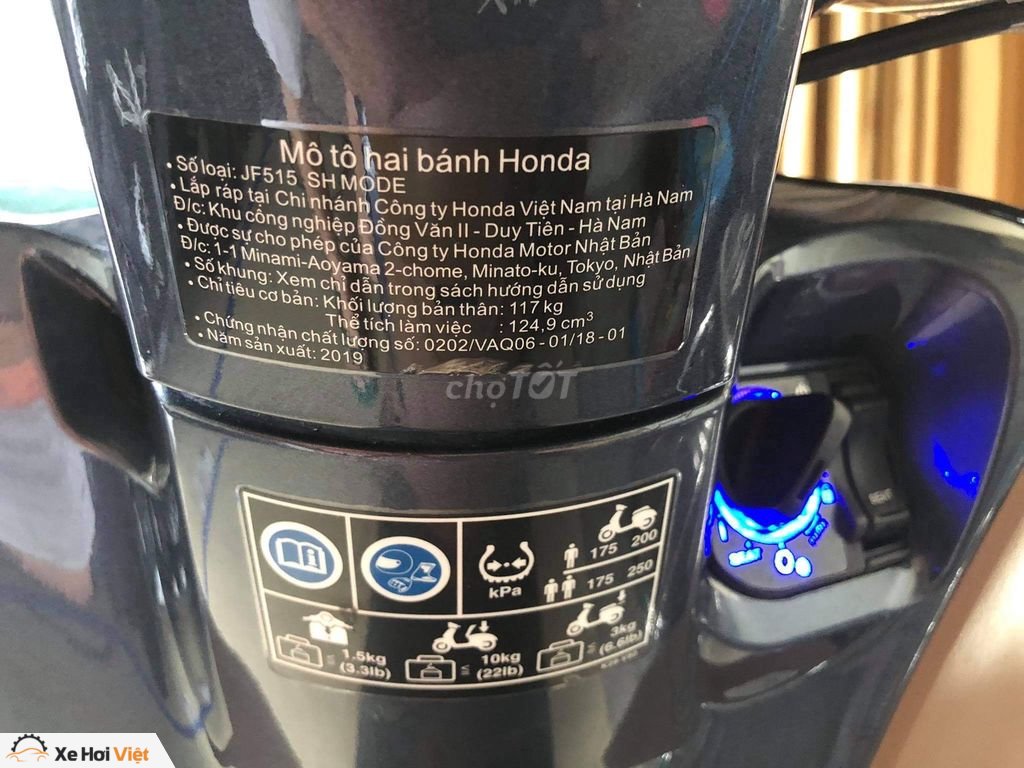 Mô tô hai bánh Honda
• Số loại: JF515 SH MODE
• Lắp ráp tại Chi nhánh Công ty Honda Việt Nam tại Hà Nam
Đ/c: Khu công nghiệp Đồng Văn II - Duy Tiên - Hà Nam
• Được sự cho phép của Công ty Honda Motor Nhật Bản
Đ/c: 1-1 Minami-Aoyama 2-chome, Minato-ku, Tokyo, Nhật Bản
• Số khung: Xem chỉ dẫn trong sách hướng dẫn sử dụng
• Chỉ tiêu cơ bản: Khối lượng bản thân: 117 kg
Thể tích làm việc : 124,9 cm³
• Chứng nhận chất lượng số: 0202/VAQ06 - 01/18 - 01
• Năm sản xuất: 2019
chợTỐT
kPa
175 200
175 250
≤ 1.5kg
(3.3lb)
≤ 10kg
(22lb)
≤ 3kg
(6.6lb)
SEAT
Xe Hơi Việt